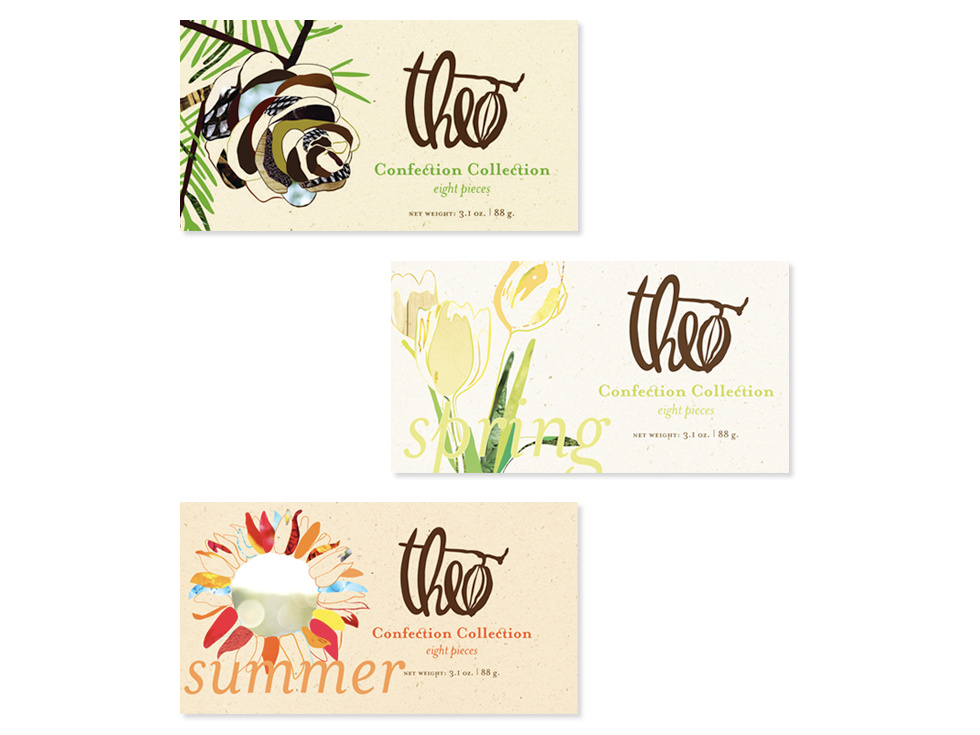 theo
Confection Collection
eight pieces
NET WEIGHT: 3.1 oz. | 88 g.
theo
Confection Collection
eight pieces
spring
NET WEIGHT: 3.1 oz. | 88 g.
theo
Confection Collection
eight pieces
summer
NET WEIGHT: 3.1 oz. | 88 g.